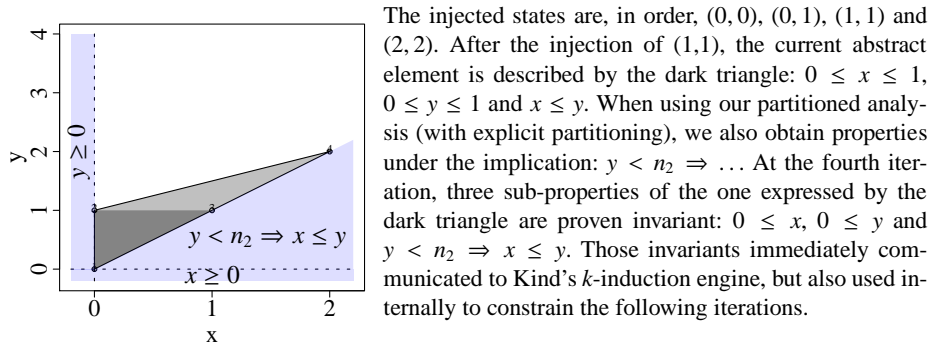 The injected states are, in order, (0, 0), (0, 1), (1, 1) and
(2, 2). After the injection of (1,1), the current abstract
element is described by the dark triangle: 0 ≤ x ≤ 1,
0 ≤ y ≤ 1 and x ≤ y. When using our partitioned analy-
sis (with explicit partitioning), we also obtain properties
under the implication: y < n₂ ⇒ … At the fourth iter-
ation, three sub-properties of the one expressed by the
dark triangle are proven invariant: 0 ≤ x, 0 ≤ y and
y < n₂ ⇒ x ≤ y. Those invariants immediately com-
municated to Kind's k-induction engine, but also used in-
ternally to constrain the following iterations.
4
3
2
1
0
y
y ≥ 0
4
y < n₂ ⇒ x ≤ y
x ≥ 0
0
1
2
x